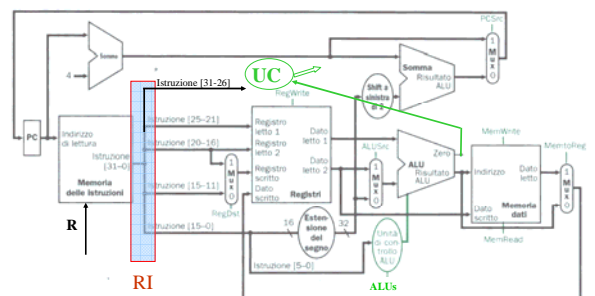 PCSrc
M
u
x
Somma
Somma
Risultato
ALU
Istruzione [31-26]
UC
4
Shift a
sinistra
di 2
RegWrite
PC
Indirizzo
di lettura
Istruzione
(31–0)
Memoria
delle istruzioni
Istruzione [25–21]
Istruzione [20–16]
Istruzione [15–11]
Istruzione [15–0]
Istruzione [5–0]
0
M
u
x
1
RegDst
Registro
letto 1
Registro
letto 2
Registro
scritto
Dato
scritto
Dato
letto 1
Dato
letto 2
Registri
ALUSrc
M
u
x
Zero
ALU
Risultato
ALU
MemWrite
Indirizzo
Dato
letto
Dato
scritto
Memoria
dati
MemRead
MemtoReg
1
M
u
x
0
16
Esten-
sione
del
segno
32
Unità
di con-
trollo
ALU
ALUs
R
RI